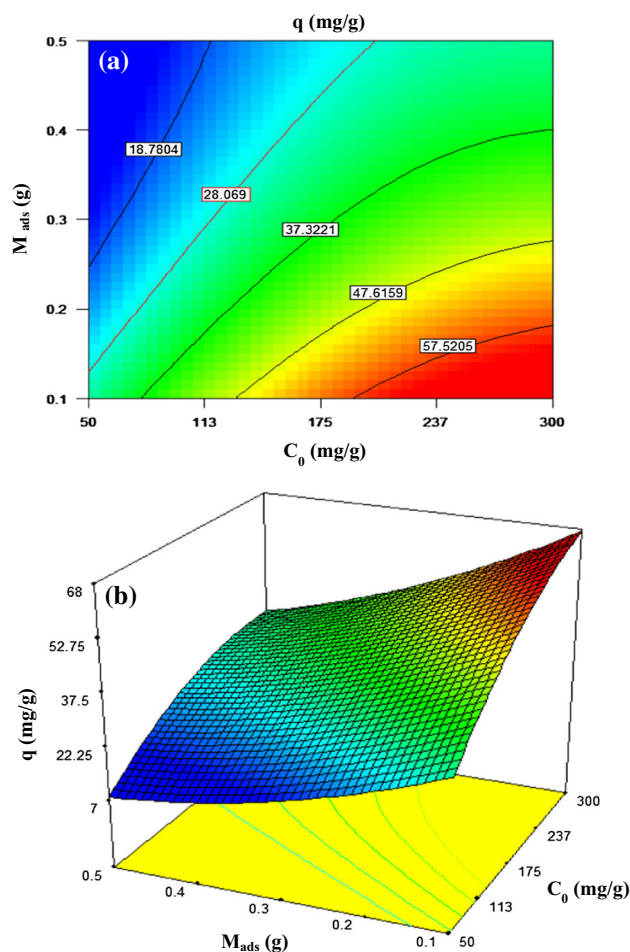 q (mg/g)
(a)
0.5
0.4
0.3
0.2
0.1
M ads (g)
18.7804
28.069
37.3221
47.6159
57.5205
50 113 175 237 300
C0 (mg/g)
(b)
68
52.75
37.5
22.25
7
q (mg/g)
0.5 0.4 0.3 0.2 0.1
Mads (g)
300
237
175
113
50
C0 (mg/g)